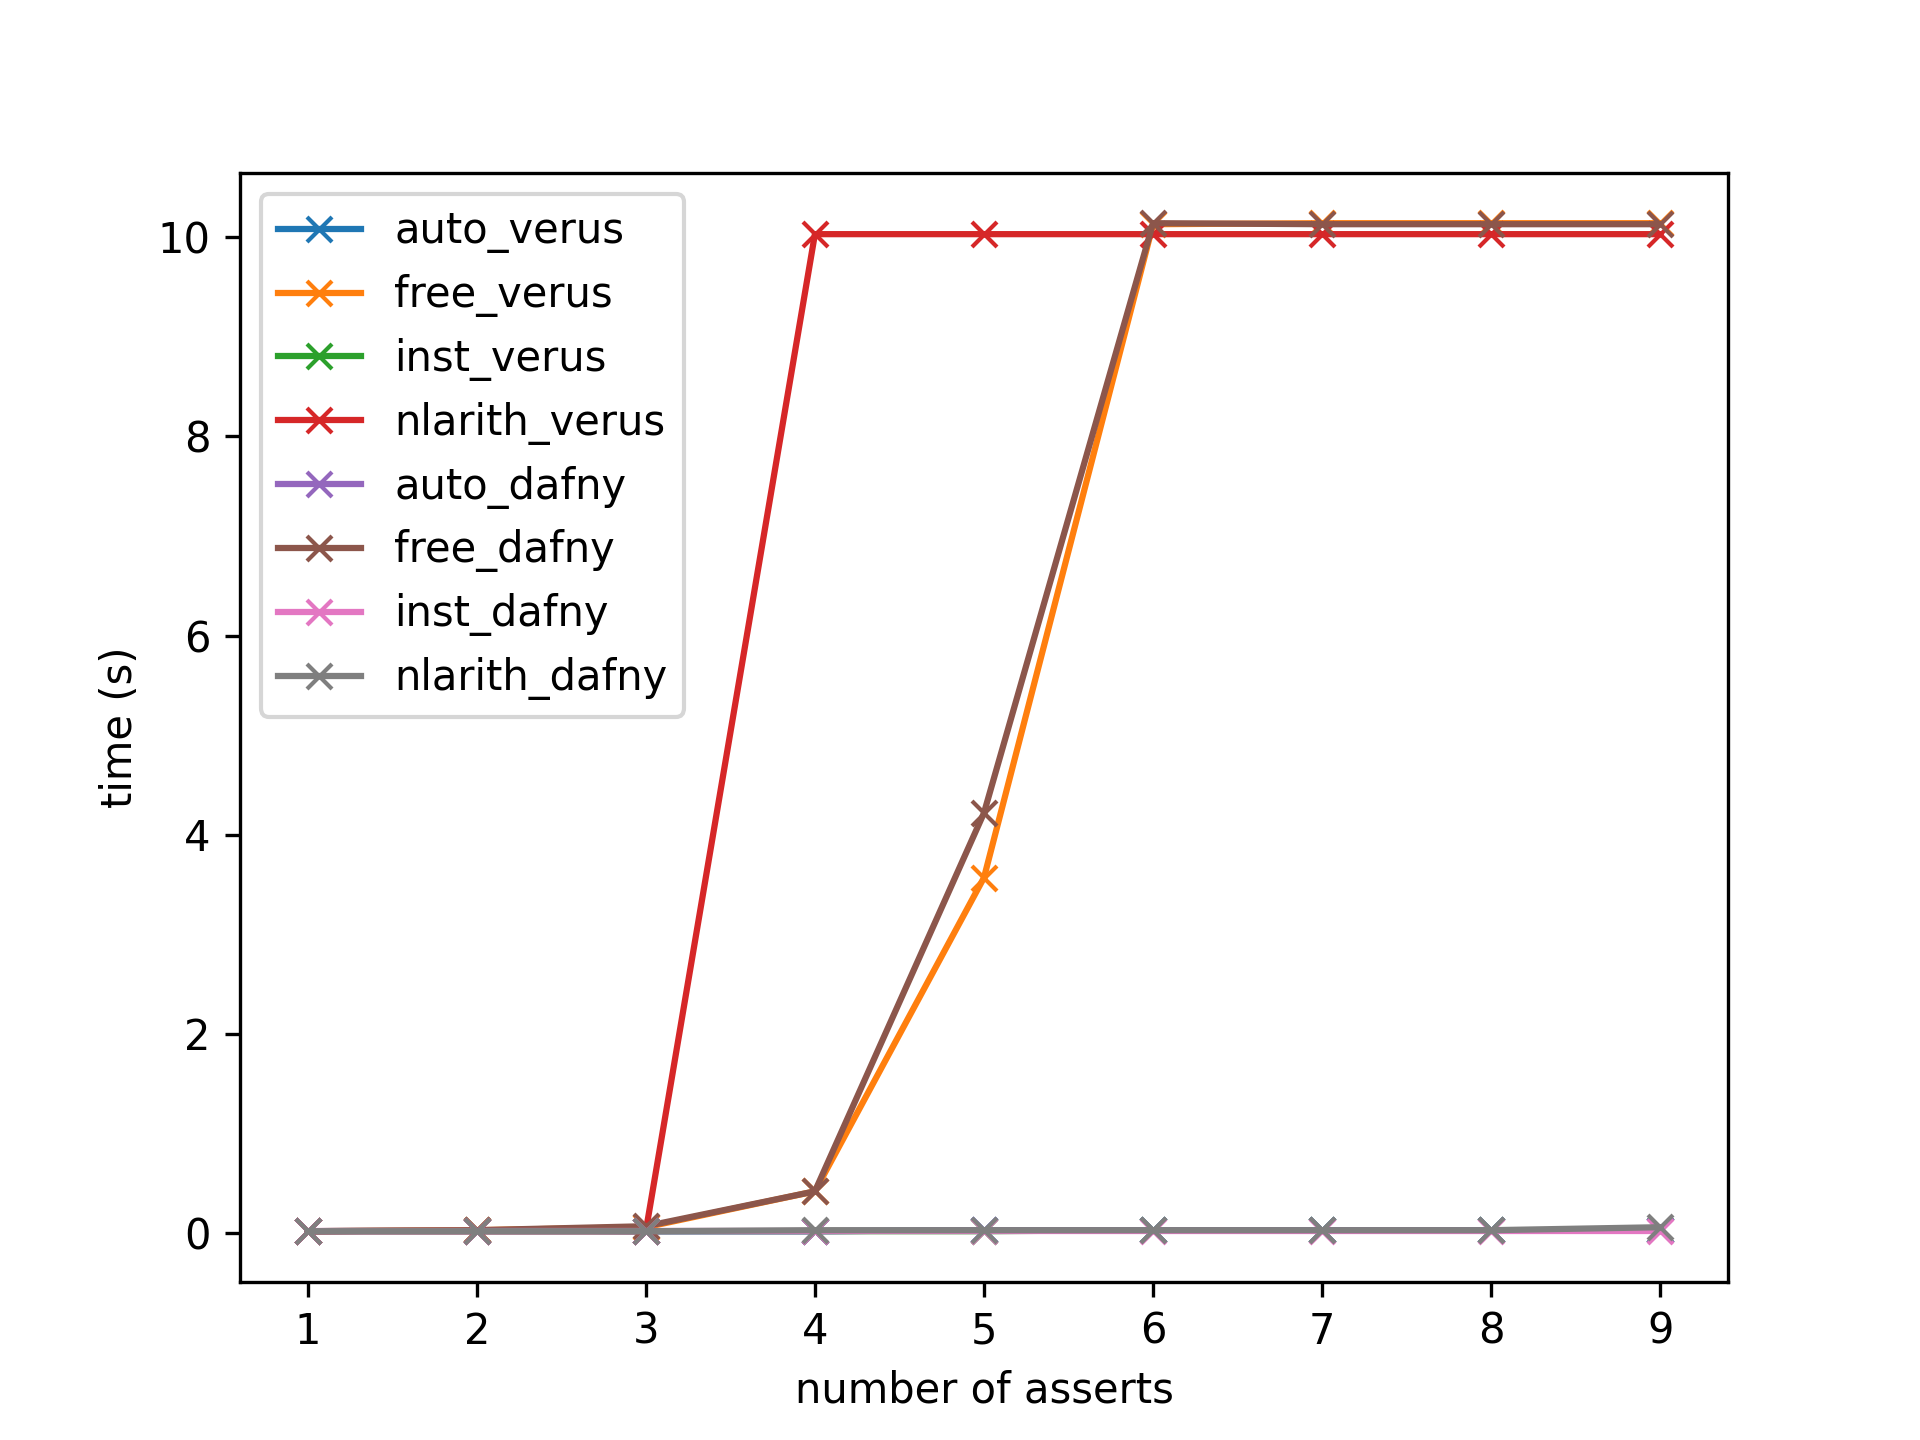 auto_verus
free_verus
inst_verus
nlarith_verus
auto_dafny
free_dafny
inst_dafny
nlarith_dafny
10
8
6
4
2
0
time (s)
1 2 3 4 5 6 7 8 9
number of asserts